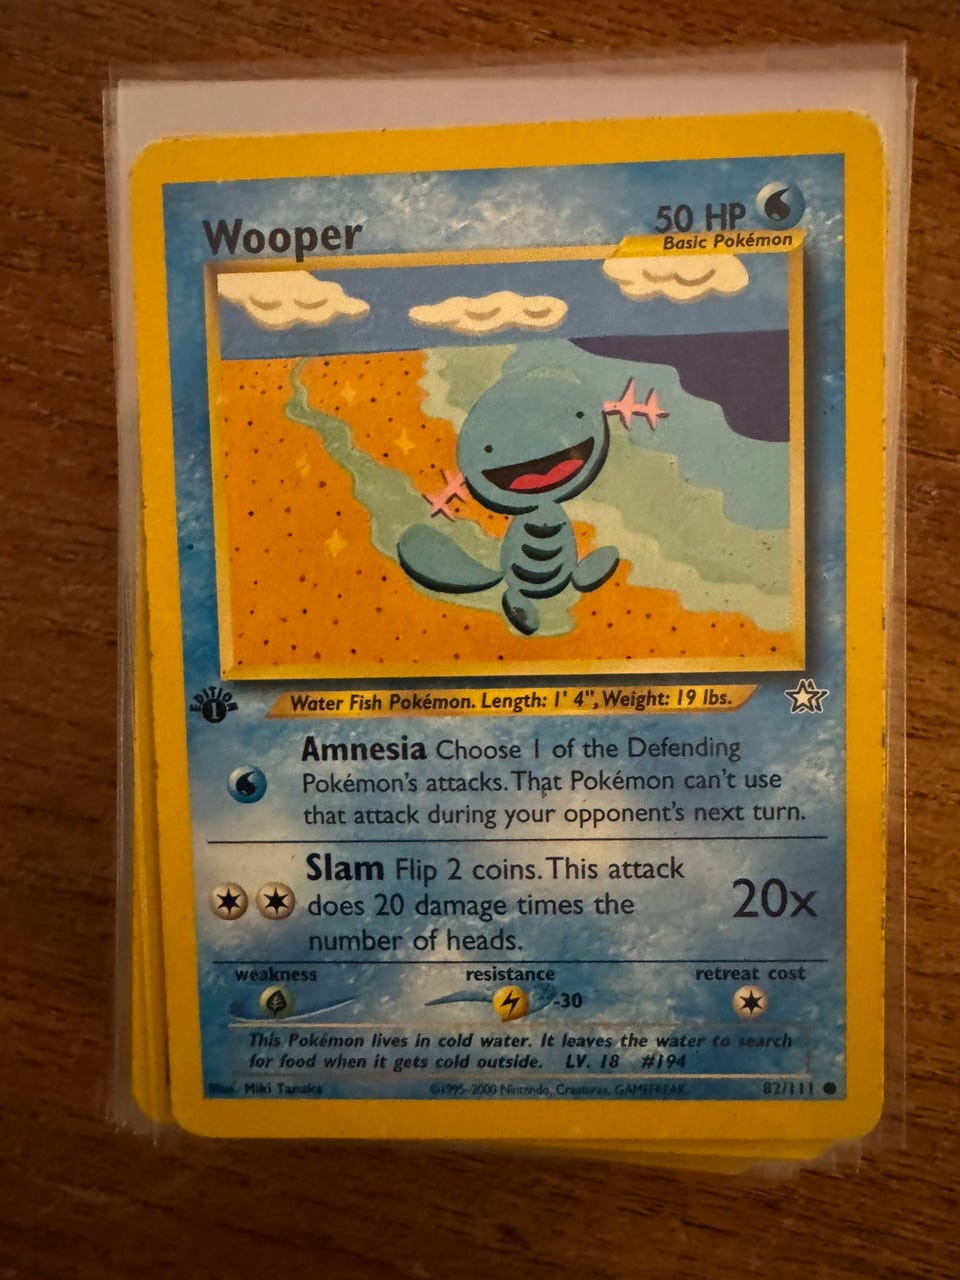 Wooper
50 HP
Basic Pokémon
EDITION
1
Water Fish Pokémon. Length: 1' 4", Weight: 19 lbs.
Amnesia Choose 1 of the Defending
Pokémon's attacks. That Pokémon can't use
that attack during your opponent's next turn.
Slam Flip 2 coins. This attack
does 20 damage times the
number of heads.
20x
weakness
resistance
retreat cost
-30
This Pokémon lives in cold water. It leaves the water to search
for food when it gets cold outside. LV. 18 #194
Illus. Miki Tanaka
©1995-2000 Nintendo, Creatures, GAMEFREAK.
82/111